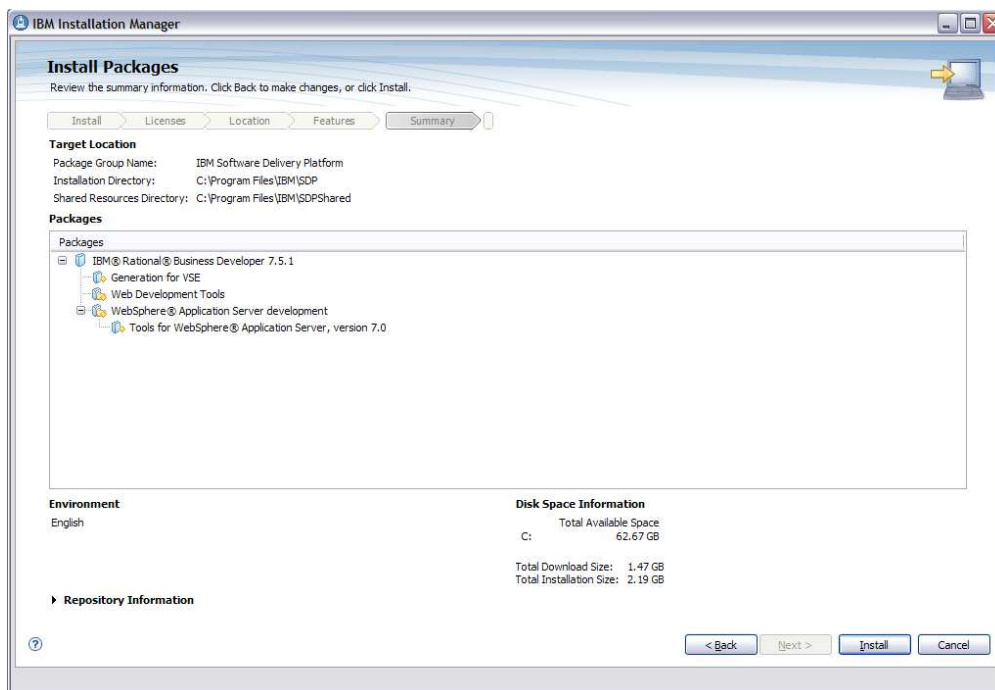 IBM Installation Manager
Install Packages
Review the summary information. Click Back to make changes, or click Install.
Install Licenses Location Features Summary
Target Location
Package Group Name: IBM Software Delivery Platform
Installation Directory: C:\Program Files\IBM\SDP
Shared Resources Directory: C:\Program Files\IBM\SDPShared
Packages
Packages
IBM® Rational® Business Developer 7.5.1
Generation for VSE
Web Development Tools
WebSphere® Application Server development
Tools for WebSphere® Application Server, version 7.0
Environment
English
Disk Space Information
Total Available Space
C: 62.67 GB
Total Download Size: 1.47 GB
Total Installation Size: 2.19 GB
Repository Information
? < Back Next > Install Cancel